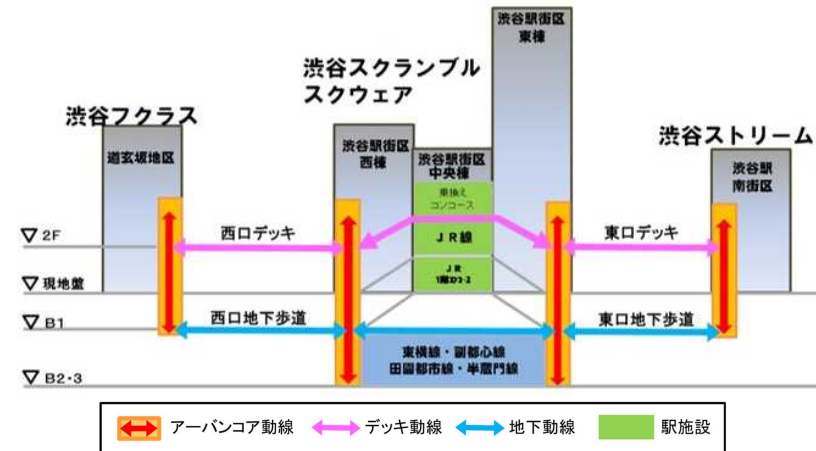 渋谷駅街区
東棟
渋谷スクランブル
スクウェア
渋谷フクラス
渋谷ストリーム
道玄坂地区
渋谷駅街区
西棟
渋谷駅街区
中央棟
渋谷駅
南街区
乗換え
コンコース
▽2F
西口デッキ
JR線
東口デッキ
JR
▽現地盤
▽B1
西口地下歩道
東口地下歩道
東横線・副都心線
田園都市線・半蔵門線
▽B2・3
アーバンコア動線
デッキ動線
地下動線
駅施設